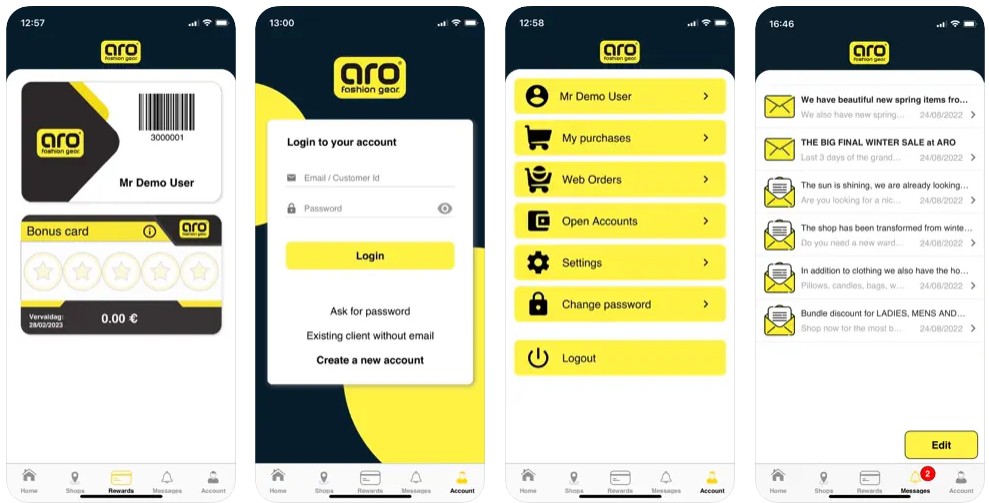 12:57
aro
fashion gear.
3000001
aro
fashion gear.
Mr Demo User
Bonus card
aro
fashion gear.
Vervaldag:
28/02/2023
0.00 €
Home
Shops
Rewards
Messages
Account
13:00
aro
fashion gear.
Login to your account
Email / Customer Id
Password
Login
Ask for password
Existing client without email
Create a new account
Home
Shops
Rewards
Messages
Account
12:58
aro
fashion gear.
Mr Demo User
My purchases
Web Orders
Open Accounts
Settings
Change password
Logout
Home
Shops
Rewards
Messages
Account
16:46
aro
fashion gear.
We have beautiful new spring items fro...
We also have new spring... 24/08/2022
THE BIG FINAL WINTER SALE at ARO
Last 3 days of the grand... 24/08/2022
The sun is shining, we are already looking...
Are you looking for a nic... 24/08/2022
The shop has been transformed from winte...
Do you need a new ward... 24/08/2022
In addition to clothing we also have the ho...
Pillows, candles, bags, w... 24/08/2022
Bundle discount for LADIES, MENS AND...
Shop now for the most b... 24/08/2022
Edit
2
Home
Shops
Rewards
Messages
Account